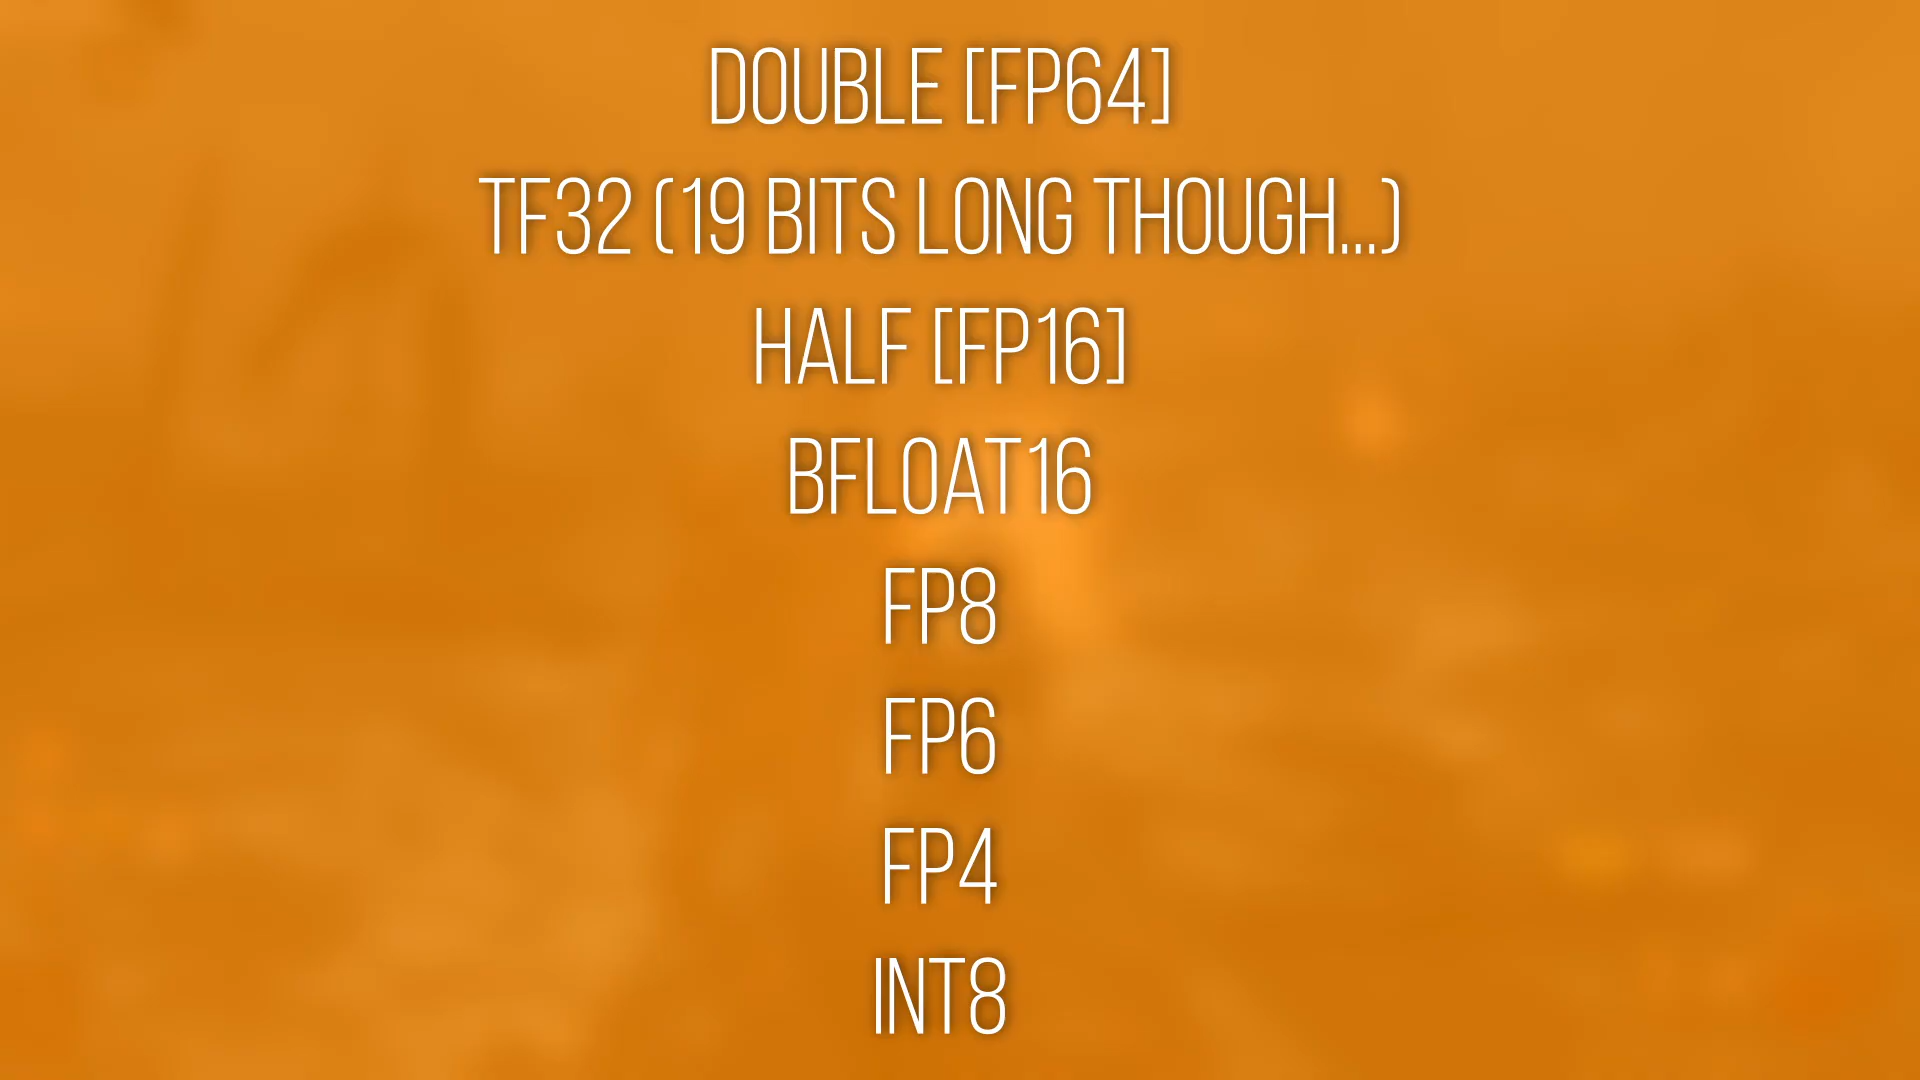 DOUBLE [FP64]
TF32 (19 BITS LONG THOUGH...)
HALF [FP16]
BFLOAT16
FP8
FP6
FP4
INT8